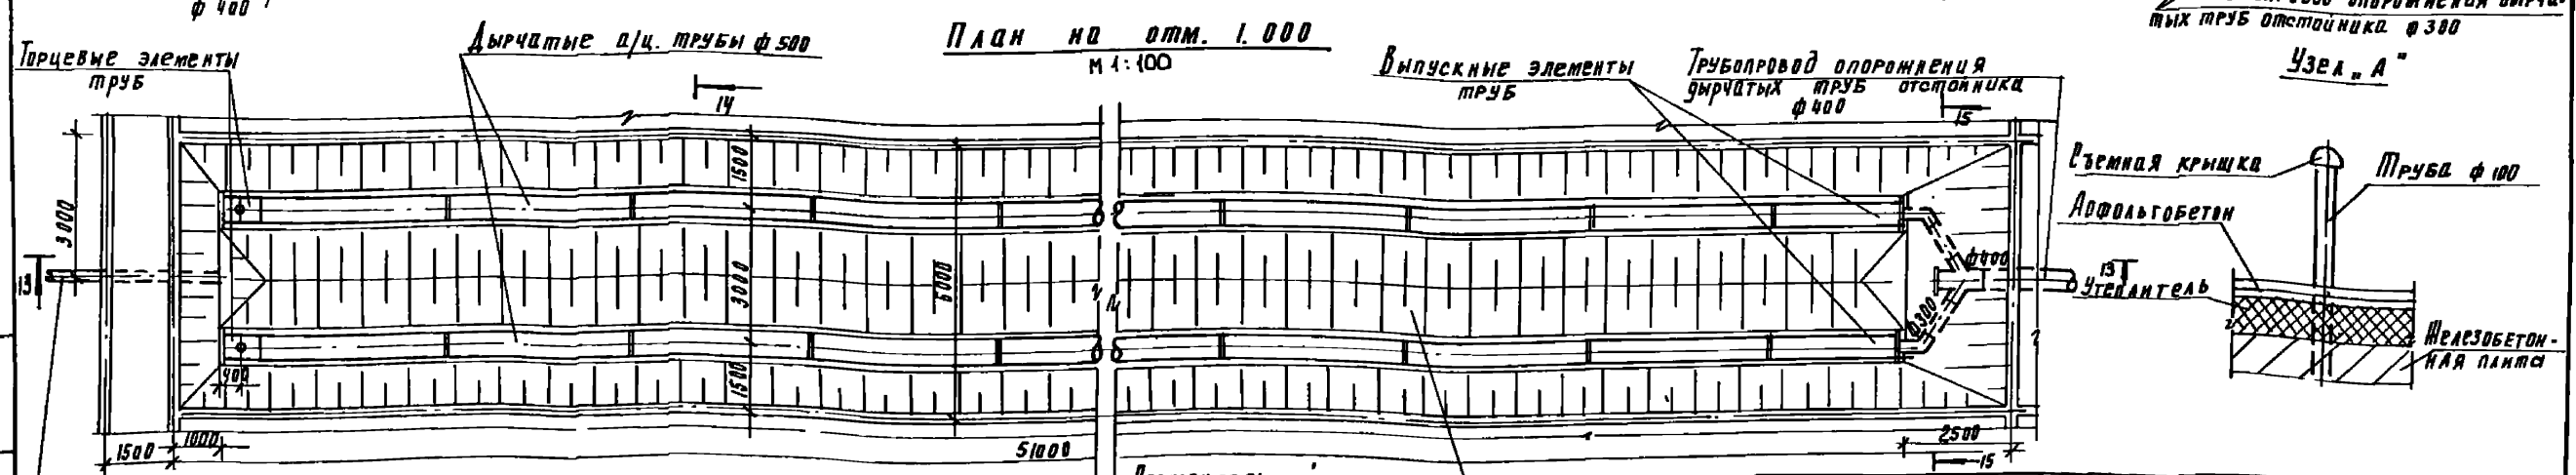 ф 400
План на отм. 1.000
М 1:100
тых труб отстойника ф 300
Торцевые элементы
труб
Дырчатые а/ц. трубы ф 500
Выпускные элементы
труб
Трубопровод опорожнения
дырчатых труб отстойника
ф 400
Узел „А"
14
15
Съемная крышка
Труба ф 100
Асфальтобетон
Утеплитель
Железобетон-
ная плита
3000
1500
3000
1500
6000
13
13
ф400
ф300
400
1500
1000
51000
2500
15